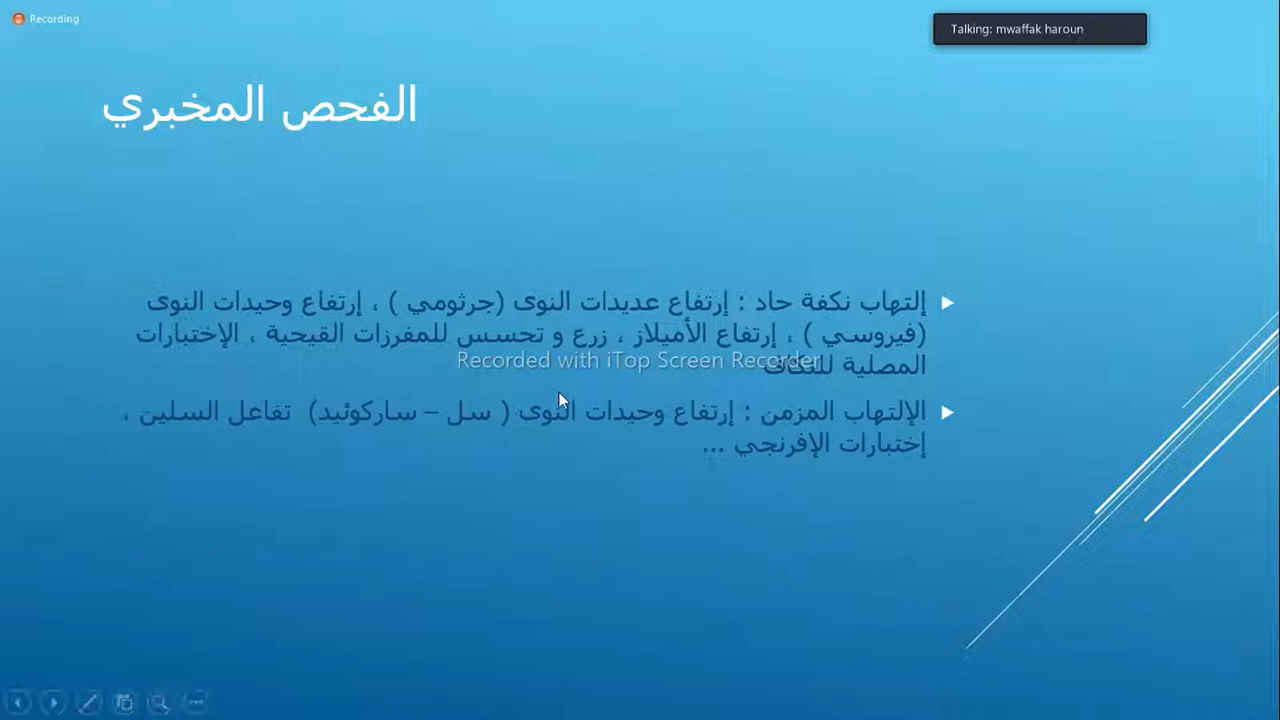 Recording
Talking: mwaffak haroun
الفحص المخبري
إلتهاب نكفة حاد : إرتفاع عديدات النوى (جرثومي ) ، إرتفاع وحيدات النوى
(فيروسي ) ، إرتفاع الأميلاز ، زرع و تحسس للمفرزات القيحية ، الإختبارات
المصلية للنكاف
Recorded with iTop Screen Recorder
الإلتهاب المزمن : إرتفاع وحيدات النوى ( سل – ساركوئيد) تفاعل السلين ،
إختبارات الإفرنجي ...